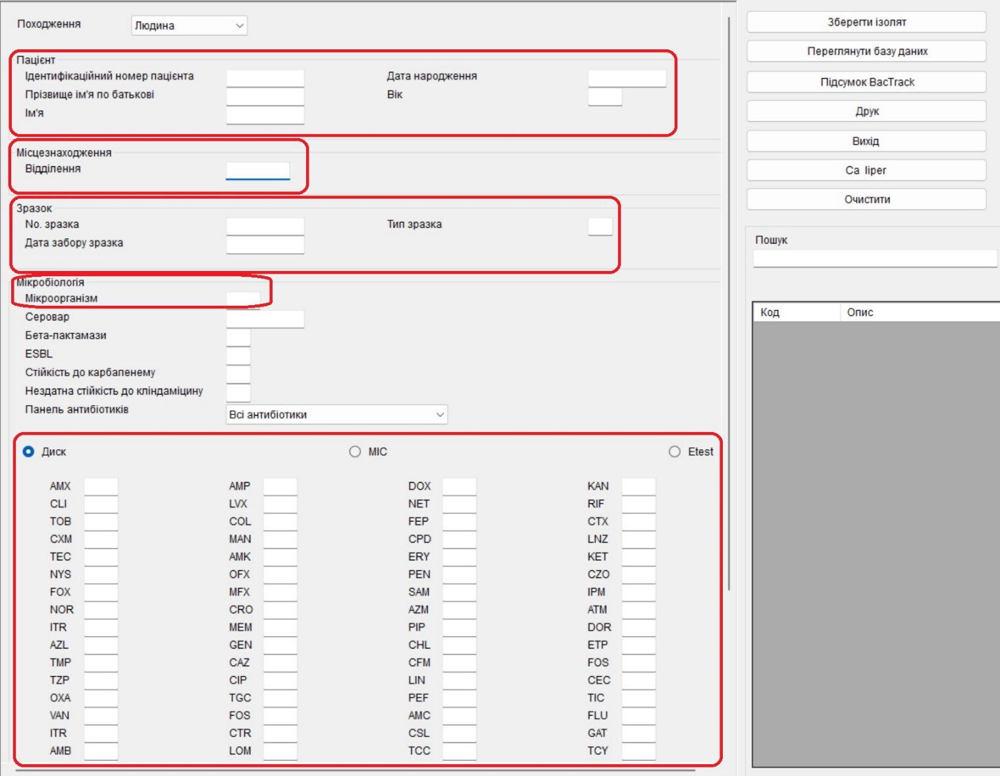 Походження Людина
Пацієнт
Ідентифікаційний номер пацієнта Дата народження
Прізвище ім'я по батькові Вік
Ім'я
Місцезнаходження
Відділення
Зразок
No. зразка Тип зразка
Дата забору зразка
Мікробіологія
Мікроорганізм
Серовар
Бета-лактамази
ESBL
Стійкість до карбапенему
Нездатна стійкість до кліндаміцину
Панель антибіотиків Всі антибіотики
Диск MIC Etest
AMX AMP DOX KAN
CLI LVX NET RIF
TOB COL FEP CTX
CXM MAN CPD LNZ
TEC AMK ERY KET
NYS OFX PEN CZO
FOX MFX SAM IPM
NOR CRO AZM ATM
ITR MEM PIP DOR
AZL GEN CHL ETP
TMP CAZ CFM FOS
TZP CIP LIN CEC
OXA TGC PEF TIC
VAN FOS AMC FLU
ITR CTR CSL GAT
AMB LOM TCC TCY
Зберегти ізолят
Переглянути базу даних
Підсумок BacTrack
Друк
Вихід
Ca liper
Очистити
Пошук
Код Опис